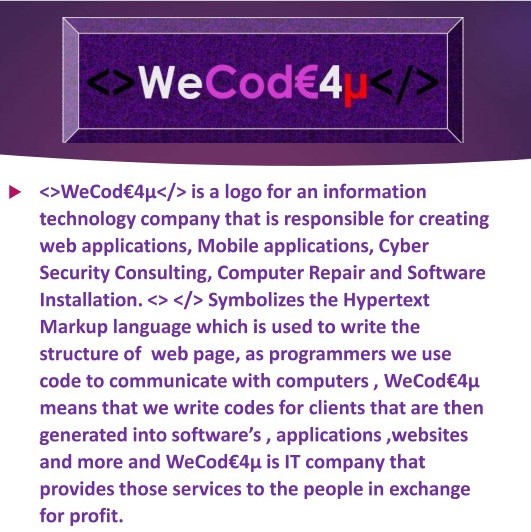 <>WeCod€4µ</>
<>WeCod€4µ</> is a logo for an information
technology company that is responsible for creating
web applications, Mobile applications, Cyber
Security Consulting, Computer Repair and Software
Installation. <> </> Symbolizes the Hypertext
Markup language which is used to write the
structure of  web page, as programmers we use
code to communicate with computers , WeCod€4µ
means that we write codes for clients that are then
generated into software’s , applications ,websites
and more and WeCod€4µ is IT company that
provides those services to the people in exchange
for profit.